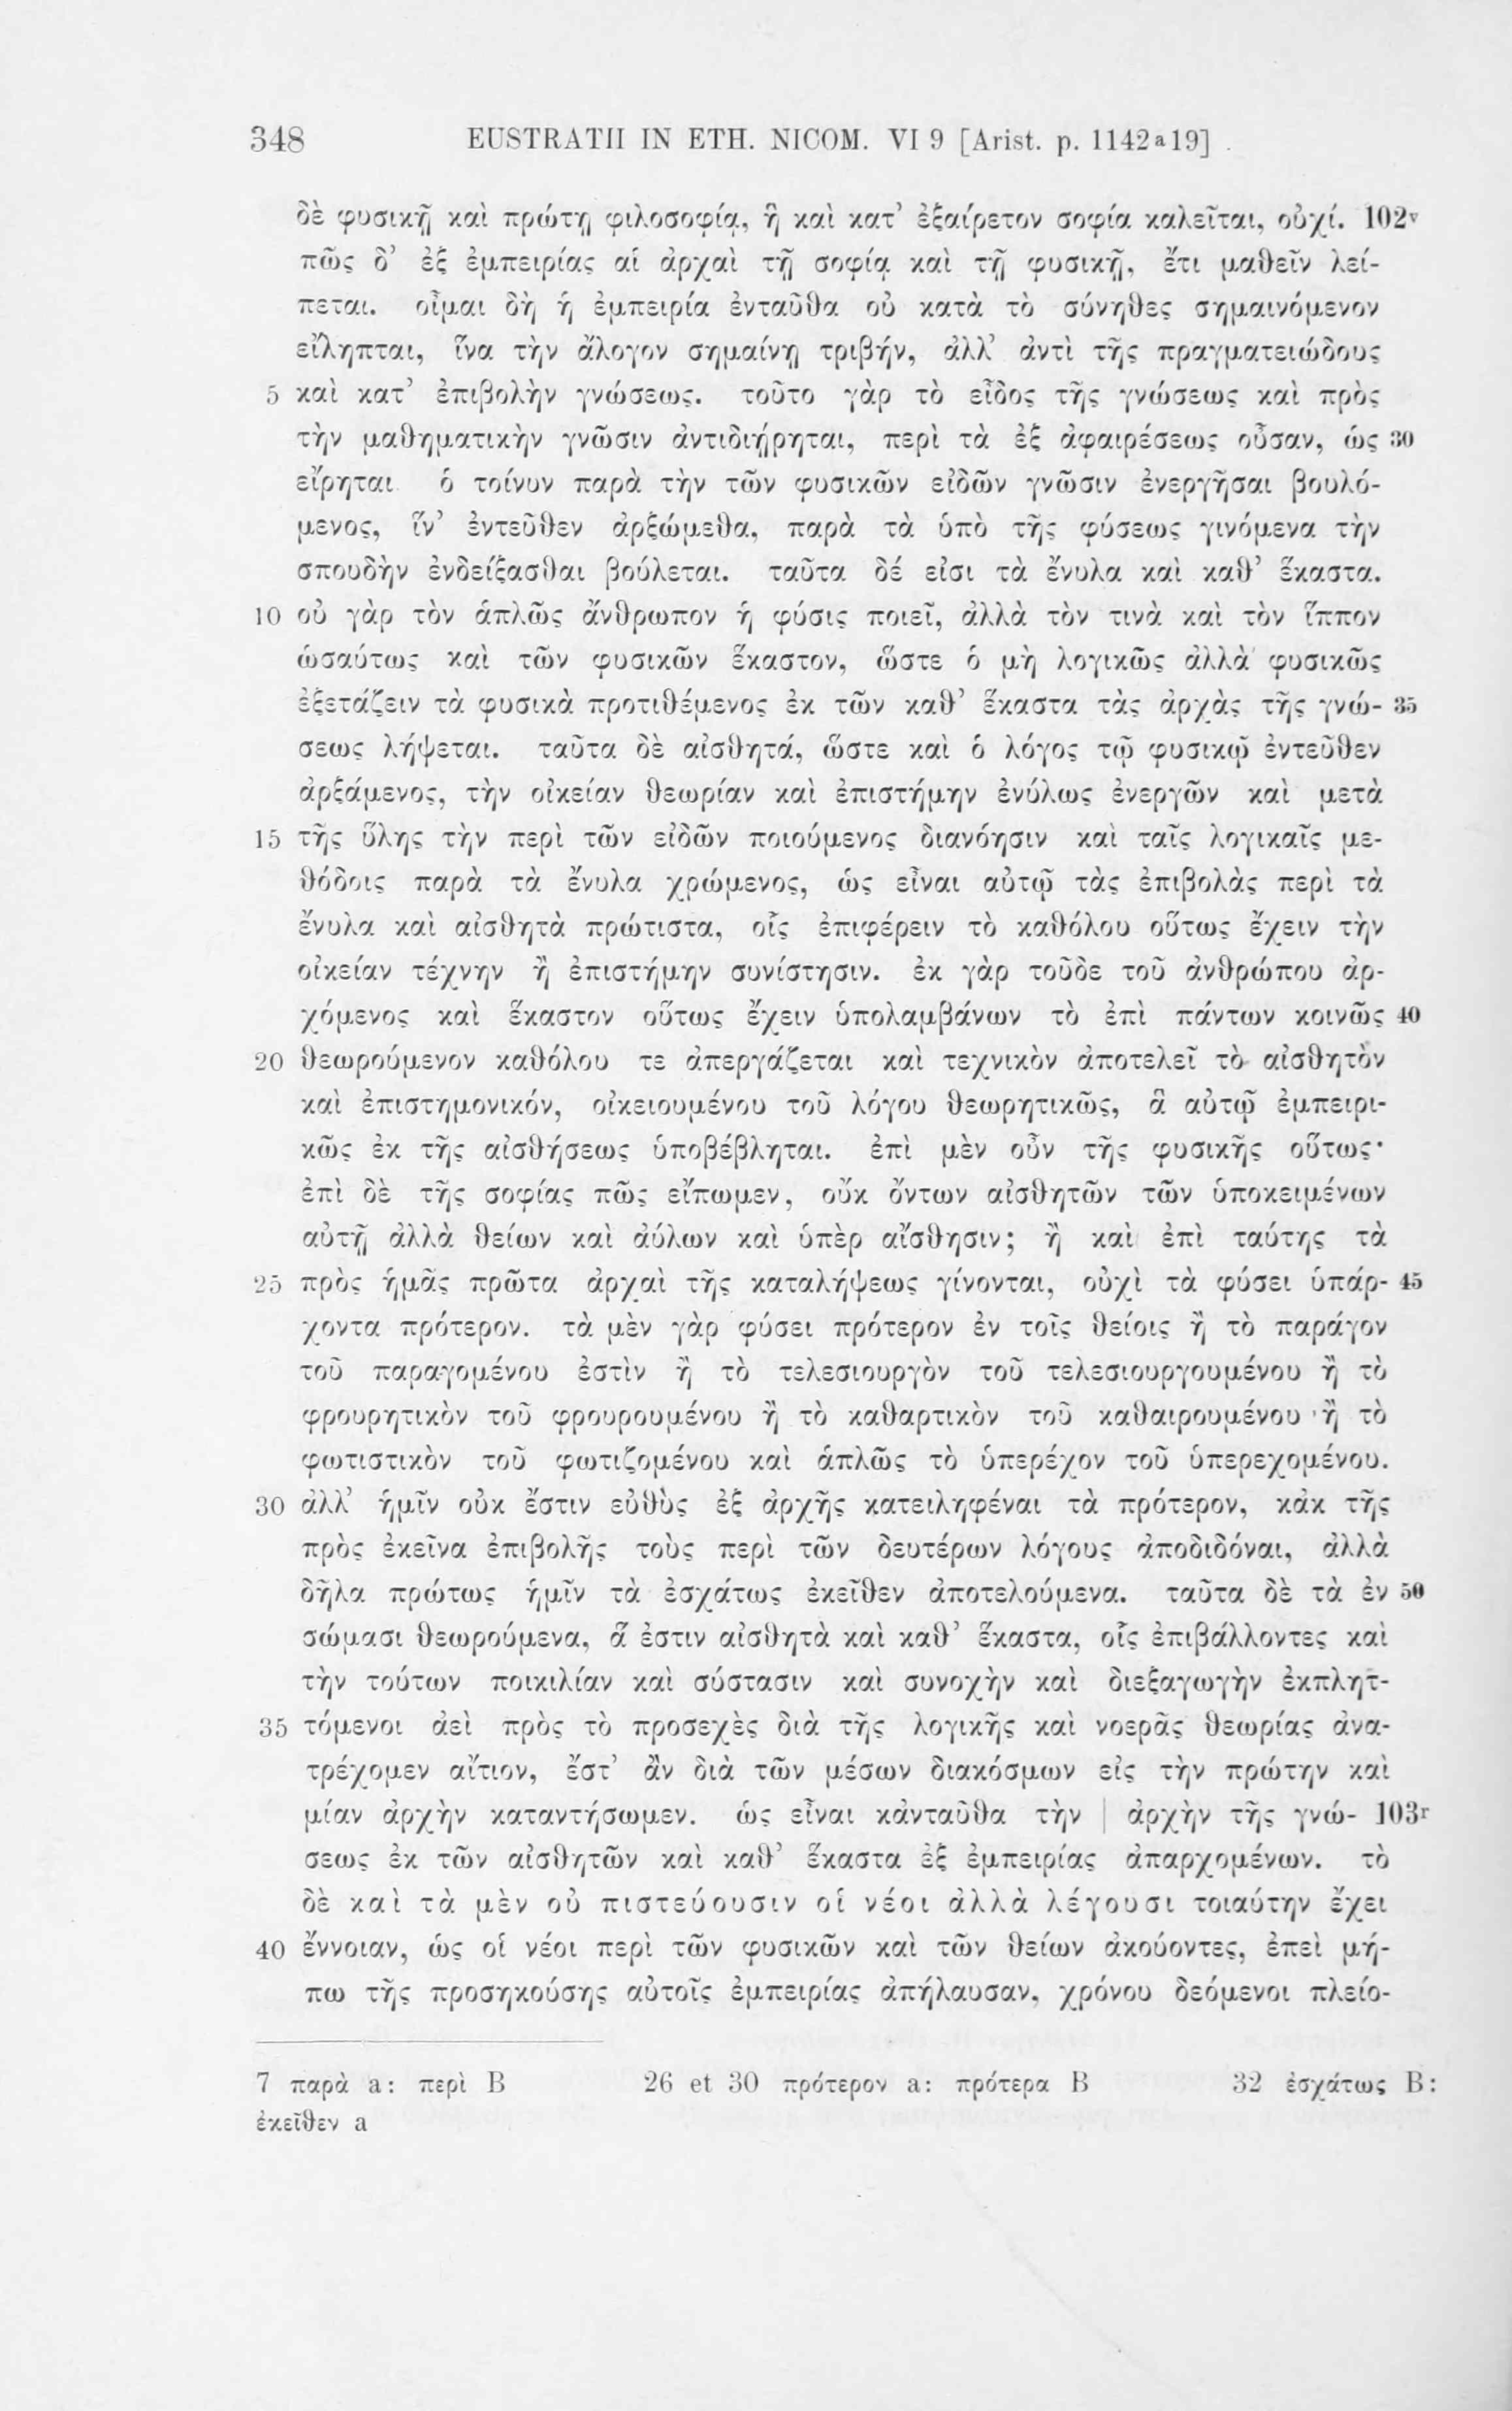 348 EUSTRATII IN ETH. NICOM. VI 9 [Arist. p. 1142a19]
δὲ φυσικῇ καὶ πρώτῃ φιλοσοφίᾳ, ἣ καὶ κατ’ ἐξαίρετον σοφία καλεῖται, οὐχί. 102v
πῶς δ’ ἐξ ἐμπειρίας αἱ ἀρχαὶ τῇ σοφίᾳ καὶ τῇ φυσικῇ, ἔτι μαθεῖν λεί-
πεται. οἶμαι δὴ ἡ ἐμπειρία ἐνταῦθα οὐ κατὰ τὸ σύνηθες σημαινόμενον
εἴληπται, ἵνα τὴν ἄλογον σημαίνῃ τριβήν, ἀλλ’ ἀντὶ τῆς πραγματειώδους
5 καὶ κατ’ ἐπιβολὴν γνώσεως. τοῦτο γὰρ τὸ εἶδος τῆς γνώσεως καὶ πρὸς
τὴν μαθηματικὴν γνῶσιν ἀντιδιῄρηται, περὶ τὰ ἐξ ἀφαιρέσεως οὖσαν, ὡς 30
εἴρηται ὁ τοίνυν παρὰ τὴν τῶν φυσικῶν εἰδῶν γνῶσιν ἐνεργῆσαι βουλό-
μενος, ἵν’ ἐντεῦθεν ἀρξώμεθα, παρὰ τὰ ὑπὸ τῆς φύσεως γινόμενα τὴν
σπουδὴν ἐνδείξασθαι βούλεται. ταῦτα δέ εἰσι τὰ ἔνυλα καὶ καθ’ ἕκαστα.
10 οὐ γὰρ τὸν ἁπλῶς ἄνθρωπον ἡ φύσις ποιεῖ, ἀλλὰ τὸν τινὰ καὶ τὸν ἵππον
ὡσαύτως καὶ τῶν φυσικῶν ἕκαστον, ὥστε ὁ μὴ λογικῶς ἀλλὰ φυσικῶς
ἐξετάζειν τὰ φυσικὰ προτιθέμενος ἐκ τῶν καθ’ ἕκαστα τὰς ἀρχὰς τῆς γνώ- 35
σεως λήψεται. ταῦτα δὲ αἰσθητά, ὥστε καὶ ὁ λόγος τῷ φυσικῷ ἐντεῦθεν
ἀρξάμενος, τὴν οἰκείαν θεωρίαν καὶ ἐπιστήμην ἐνύλως ἐνεργῶν καὶ μετὰ
15 τῆς ὕλης τὴν περὶ τῶν εἰδῶν ποιούμενος διανόησιν καὶ ταῖς λογικαῖς με-
θόδοις παρὰ τὰ ἔνυλα χρώμενος, ὡς εἶναι αὐτῷ τὰς ἐπιβολὰς περὶ τὰ
ἔνυλα καὶ αἰσθητὰ πρώτιστα, οἷς ἐπιφέρειν τὸ καθόλου οὕτως ἔχειν τὴν
οἰκείαν τέχνην ἢ ἐπιστήμην συνίστησιν. ἐκ γὰρ τοῦδε τοῦ ἀνθρώπου ἀρ-
χόμενος καὶ ἕκαστον οὕτως ἔχειν ὑπολαμβάνων τὸ ἐπὶ πάντων κοινῶς 40
20 θεωρούμενον καθόλου τε ἀπεργάζεται καὶ τεχνικὸν ἀποτελεῖ τὸ αἰσθητὸν
καὶ ἐπιστημονικόν, οἰκειουμένου τοῦ λόγου θεωρητικῶς, ἃ αὐτῷ ἐμπειρι-
κῶς ἐκ τῆς αἰσθήσεως ὑποβέβληται. ἐπὶ μὲν οὖν τῆς φυσικῆς οὕτως·
ἐπὶ δὲ τῆς σοφίας πῶς εἴπωμεν, οὔκ ὄντων αἰσθητῶν τῶν ὑποκειμένων
αὐτῇ ἀλλὰ θείων καὶ ἀύλων καὶ ὑπὲρ αἴσθησιν; ἢ καὶ ἐπὶ ταύτης τὰ
25 πρὸς ἡμᾶς πρῶτα ἀρχαὶ τῆς καταλήψεως γίνονται, οὐχὶ τὰ φύσει ὑπάρ- 45
χοντα πρότερον. τὰ μὲν γὰρ φύσει πρότερον ἐν τοῖς θείοις ἢ τὸ παράγον
τοῦ παραγομένου ἐστὶν ἢ τὸ τελεσιουργὸν τοῦ τελεσιουργουμένου ἢ τὸ
φρουρητικὸν τοῦ φρουρουμένου ἢ τὸ καθαρτικὸν τοῦ καθαιρουμένου ἢ τὸ
φωτιστικὸν τοῦ φωτιζομένου καὶ ἁπλῶς τὸ ὑπερέχον τοῦ ὑπερεχομένου.
30 ἀλλ’ ἡμῖν οὐκ ἔστιν εὐθὺς ἐξ ἀρχῆς κατειληφέναι τὰ πρότερον, κἀκ τῆς
πρὸς ἐκεῖνα ἐπιβολῆς τοὺς περὶ τῶν δευτέρων λόγους ἀποδιδόναι, ἀλλὰ
δῆλα πρώτως ἡμῖν τὰ ἐσχάτως ἐκεῖθεν ἀποτελούμενα. ταῦτα δὲ τὰ ἐν 50
σώμασι θεωρούμενα, ἅ ἐστιν αἰσθητὰ καὶ καθ’ ἕκαστα, οἷς ἐπιβάλλοντες καὶ
τὴν τούτων ποικιλίαν καὶ σύστασιν καὶ συνοχὴν καὶ διεξαγωγὴν ἐκπλητ-
35 τόμενοι ἀεὶ πρὸς τὸ προσεχὲς διὰ τῆς λογικῆς καὶ νοερᾶς θεωρίας ἀνα-
τρέχομεν αἴτιον, ἔστ’ ἂν διὰ τῶν μέσων διακόσμων εἰς τὴν πρώτην καὶ
μίαν ἀρχὴν καταντήσωμεν. ὡς εἶναι κἀνταῦθα τὴν | ἀρχὴν τῆς γνώ- 103r
σεως ἐκ τῶν αἰσθητῶν καὶ καθ’ ἕκαστα ἐξ ἐμπειρίας ἀπαρχομένων. τὸ
δὲ καὶ τὰ μὲν οὐ πιστεύουσιν οἱ νέοι ἀλλὰ λέγουσι τοιαύτην ἔχει
40 ἔννοιαν, ὡς οἱ νέοι περὶ τῶν φυσικῶν καὶ τῶν θείων ἀκούοντες, ἐπεὶ μή-
πω τῆς προσηκούσης αὐτοῖς ἐμπειρίας ἀπήλαυσαν, χρόνου δεόμενοι πλείο-
7 παρὰ a: περὶ B 26 et 30 πρότερον a: πρότερα B 32 ἐσχάτως B:
ἐκεῖθεν a